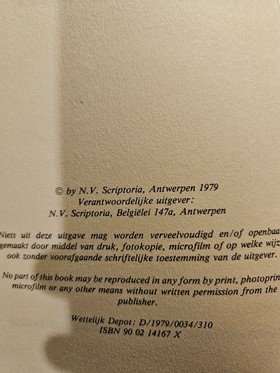 © by N.V. Scriptoria, Antwerpen 1979
Verantwoordelijke uitgever:
N.V. Scriptoria, Belgiëlei 147a, Antwerpen
Niets uit deze uitgave mag worden verveelvoudigd en/of openbaar
gemaakt door middel van druk, fotokopie, microfilm of op welke wijz
ook zonder voorafgaande schriftelijke toestemming van de uitgever.
No part of this book may be reproduced in any form by print, photoprin
microfilm or any other means without written permission from the
publisher.
Wettelijk Depot: D/1979/0034/310
ISBN 90 02 14167 X